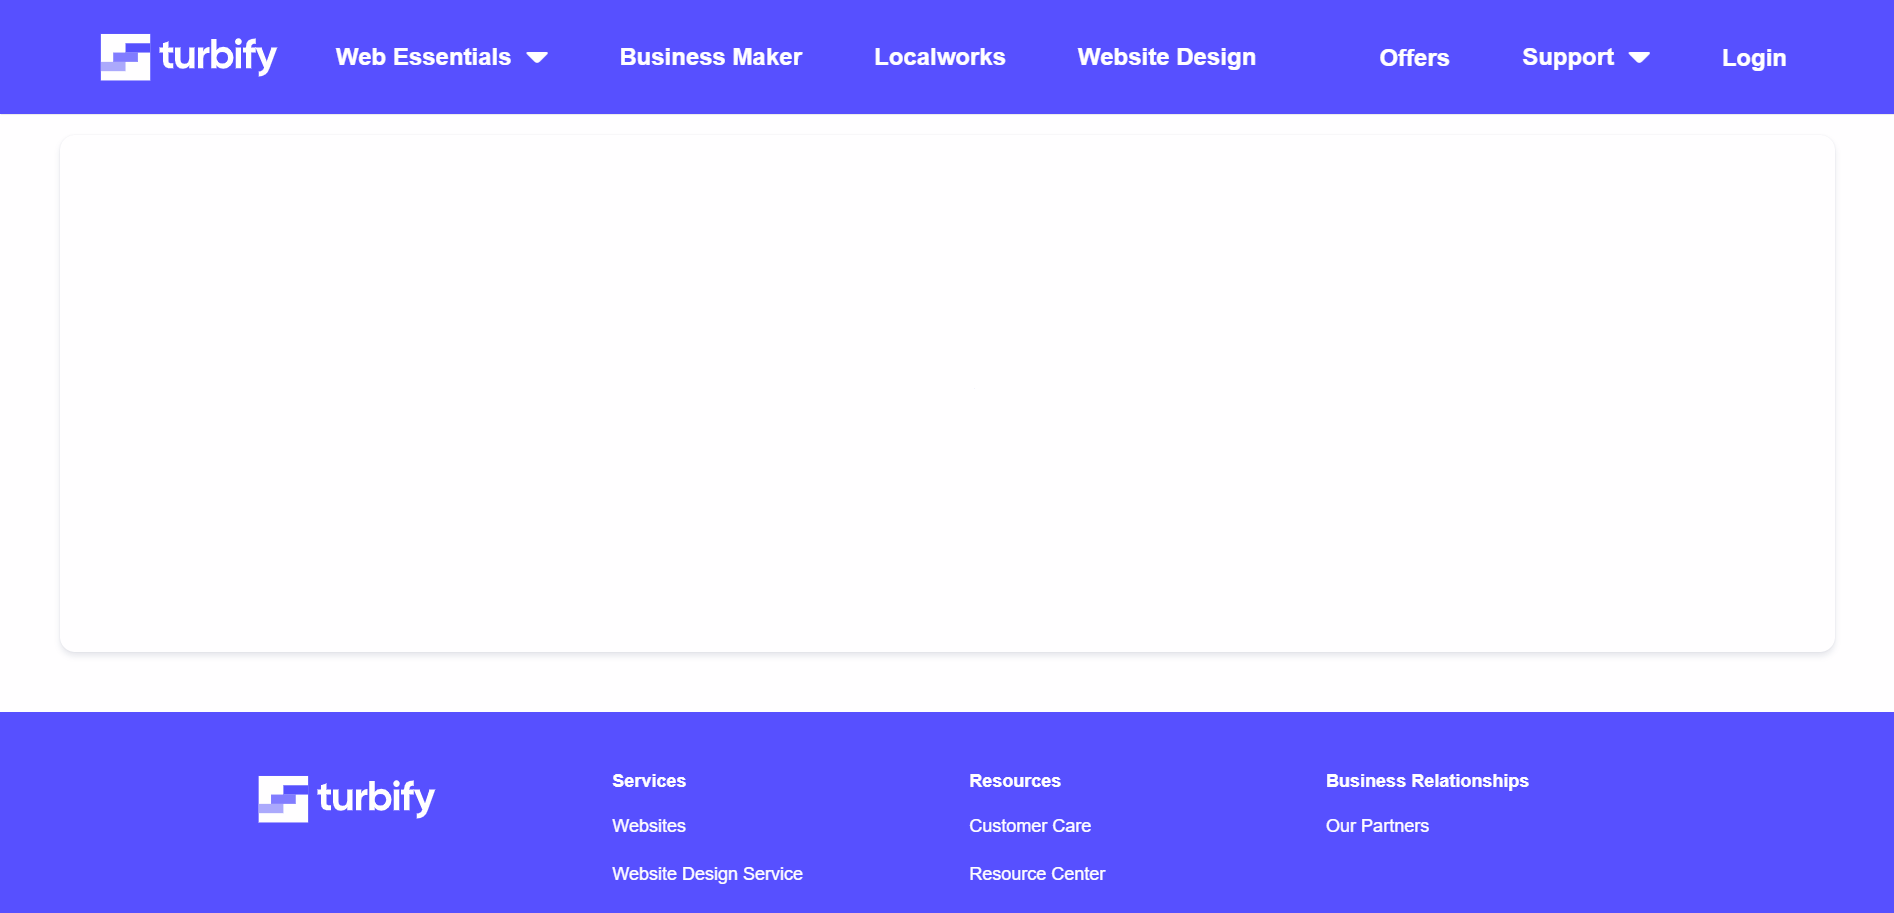 turbify Web Essentials Business Maker Localworks Website Design Offers Support Login
turbify
Services
Websites
Website Design Service
Resources
Customer Care
Resource Center
Business Relationships
Our Partners